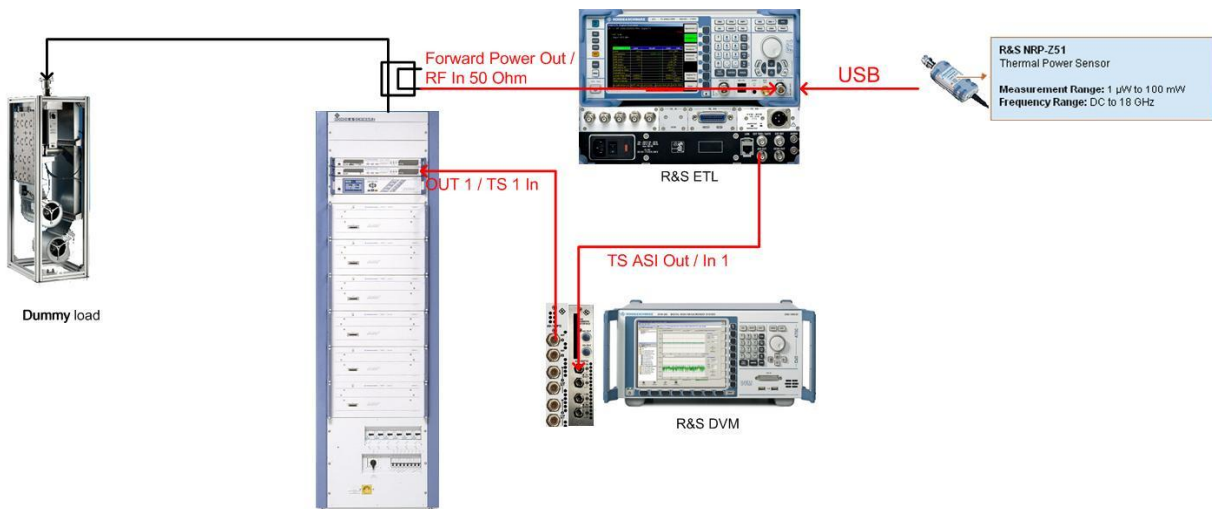 Forward Power Out /
RF In 50 Ohm
USB
R&S NRP-Z51
Thermal Power Sensor
Measurement Range: 1 µW to 100 mW
Frequency Range: DC to 18 GHz
R&S ETL
OUT 1 / TS 1 In
TS ASI Out / In 1
Dummy load
R&S DVM